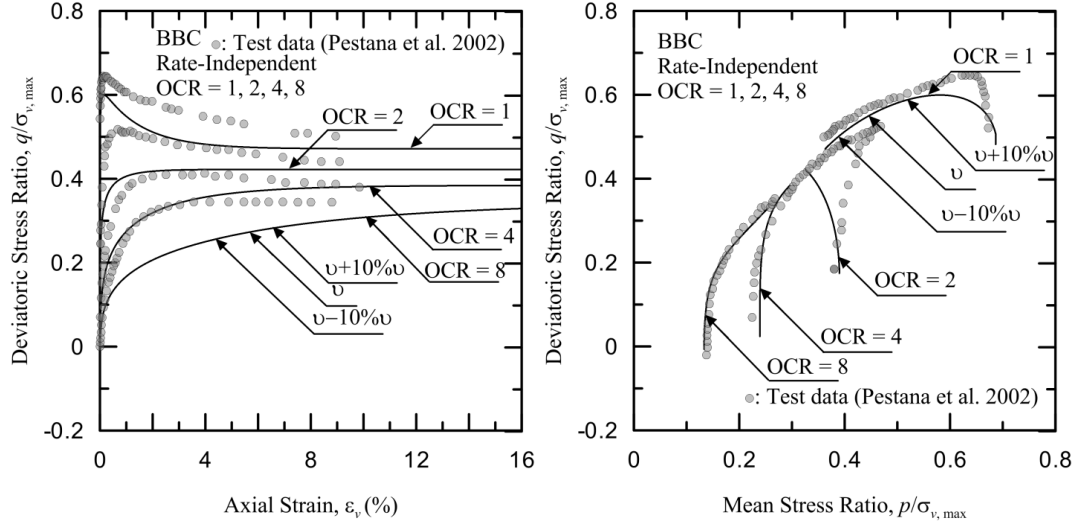 Deviatoric Stress Ratio, q/σv, max
0.8
0.6
0.4
0.2
0
-0.2
BBC
: Test data (Pestana et al. 2002)
Rate-Independent
OCR = 1, 2, 4, 8
OCR = 2
OCR = 1
OCR = 4
OCR = 8
υ+10%υ
υ
υ−10%υ
0
4
8
12
16
Axial Strain, εv (%)
Deviatoric Stress Ratio, q/σv, max
0.8
0.6
0.4
0.2
0
-0.2
BBC
Rate-Independent
OCR = 1, 2, 4, 8
OCR = 1
υ+10%υ
υ
υ−10%υ
OCR = 2
OCR = 4
OCR = 8
: Test data (Pestana et al. 2002)
0
0.2
0.4
0.6
0.8
Mean Stress Ratio, p/σv, max